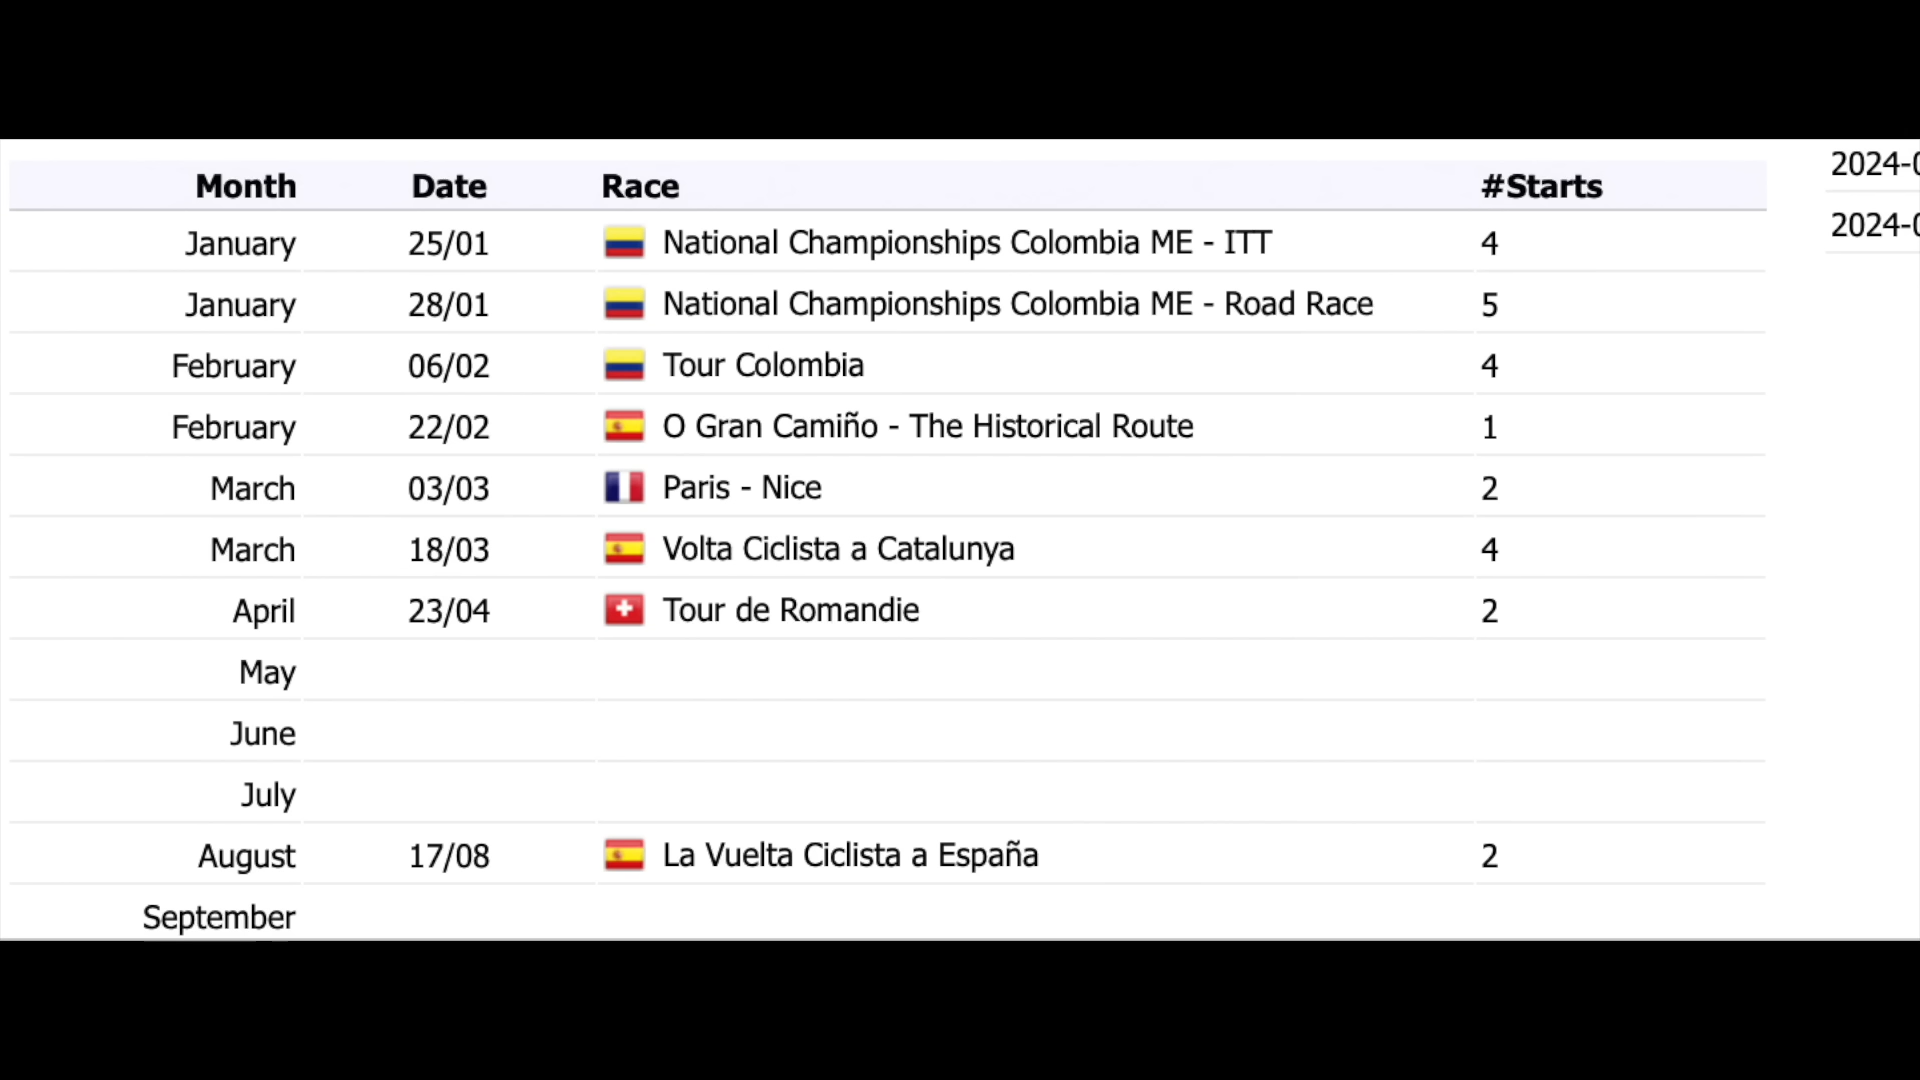 Month Date Race #Starts
January 25/01 National Championships Colombia ME - ITT 4
January 28/01 National Championships Colombia ME - Road Race 5
February 06/02 Tour Colombia 4
February 22/02 O Gran Camiño - The Historical Route 1
March 03/03 Paris - Nice 2
March 18/03 Volta Ciclista a Catalunya 4
April 23/04 Tour de Romandie 2
May
June
July
August 17/08 La Vuelta Ciclista a España 2
September
2024-0
2024-0